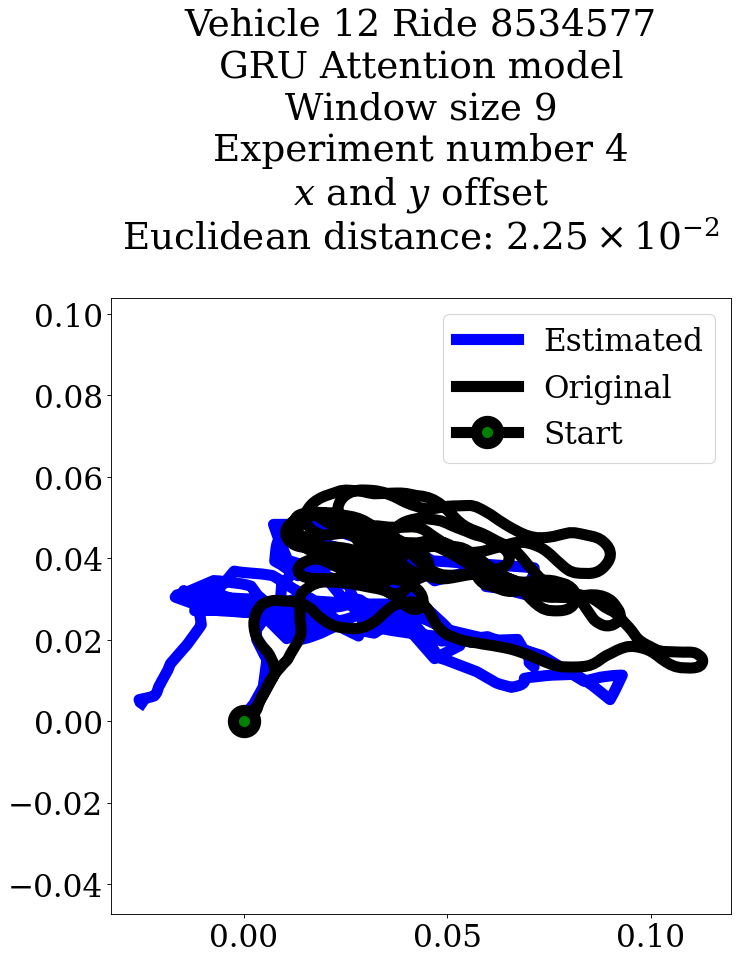 Vehicle 12 Ride 8534577
GRU Attention model
Window size 9
Experiment number 4
x and y offset
Euclidean distance: 2.25 × 10⁻²
0.10
0.08
0.06
0.04
0.02
0.00
−0.02
−0.04
Estimated
Original
Start
0.00 0.05 0.10